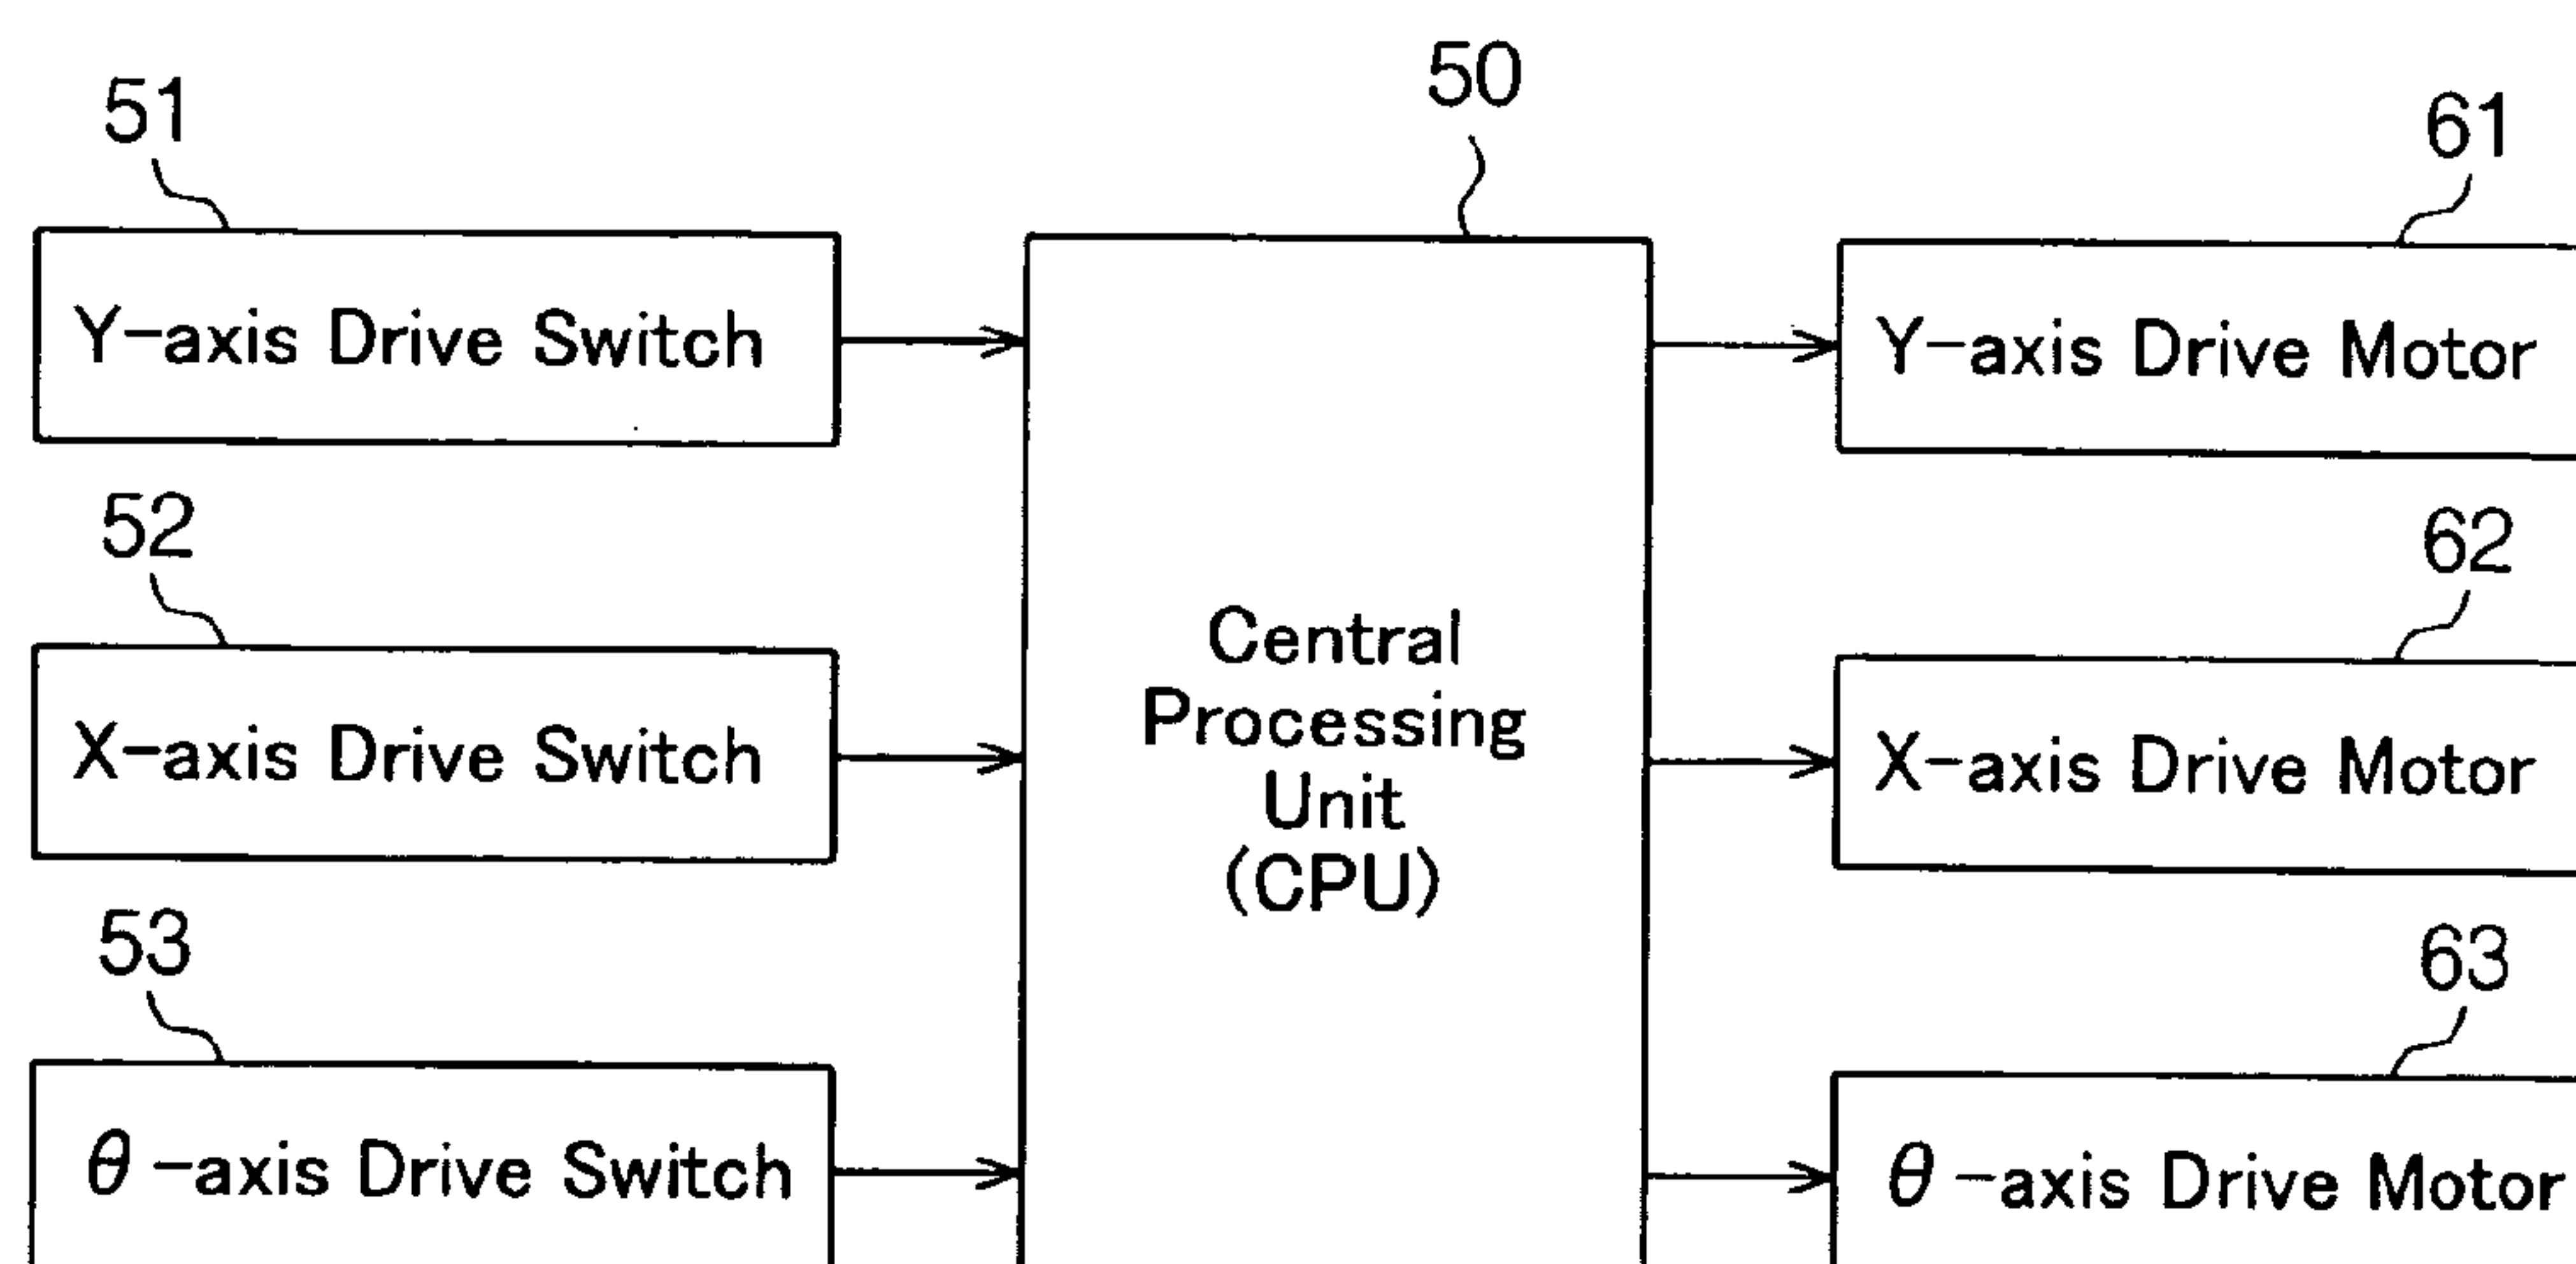 50
51
61
Y-axis Drive Switch
Y-axis Drive Motor
52
62
Central
Processing
Unit
(CPU)
X-axis Drive Switch
X-axis Drive Motor
53
63
θ-axis Drive Switch
θ-axis Drive Motor